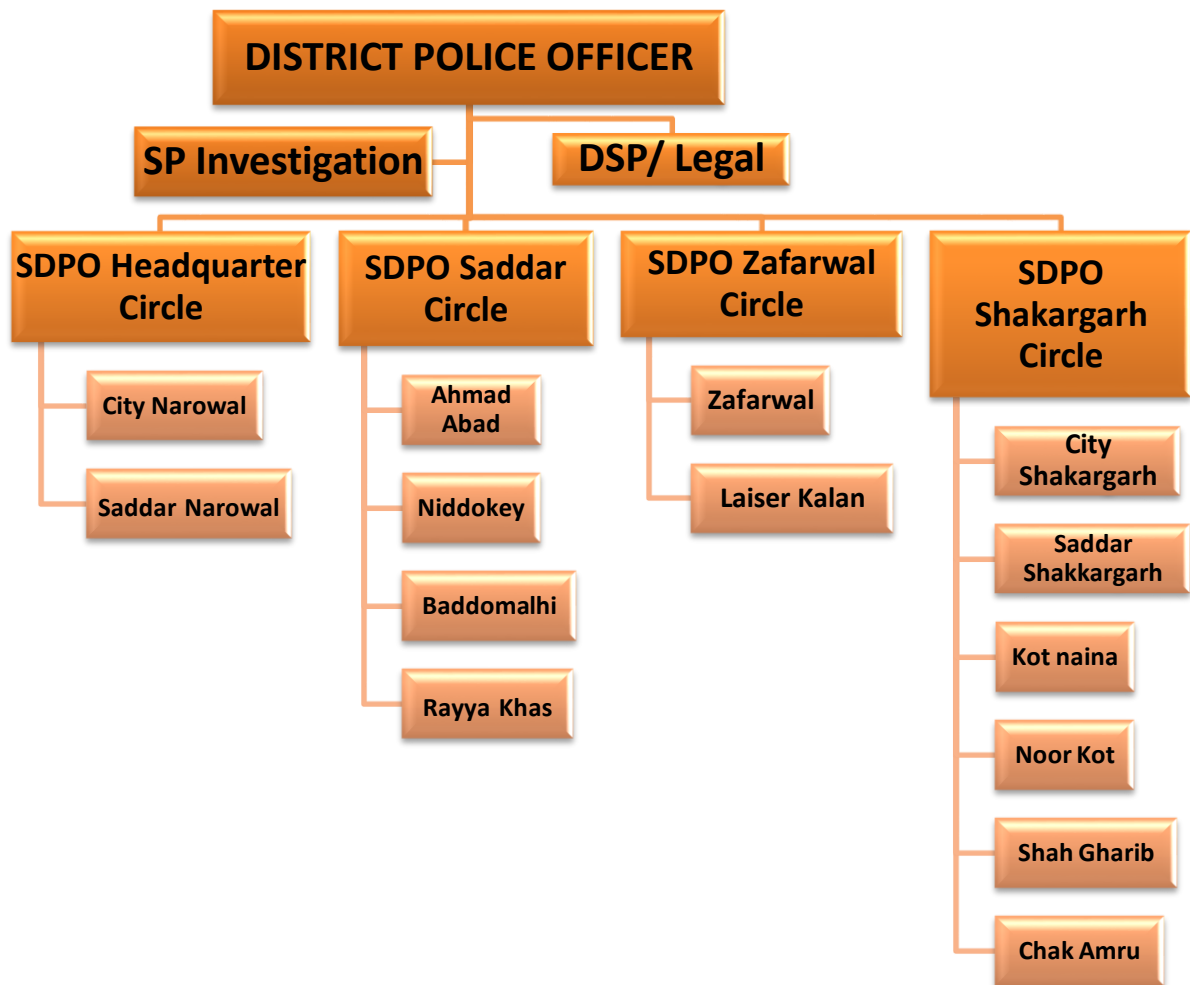 DISTRICT POLICE OFFICER
SP Investigation
DSP/ Legal
SDPO Headquarter
Circle
City Narowal
Saddar Narowal
SDPO Saddar
Circle
Ahmad
Abad
Niddokey
Baddomalhi
Rayya Khas
SDPO Zafarwal
Circle
Zafarwal
Laiser Kalan
SDPO
Shakargarh
Circle
City
Shakargarh
Saddar
Shakkargarh
Kot naina
Noor Kot
Shah Gharib
Chak Amru